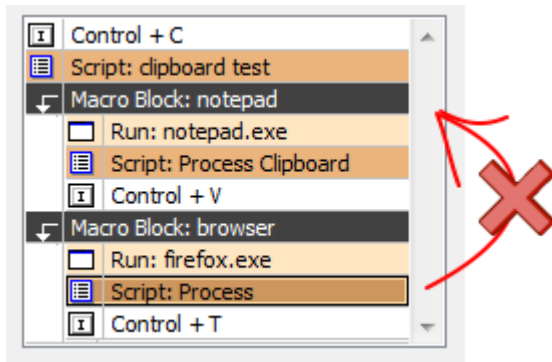 Control + C
Script: clipboard test
Macro Block: notepad
Run: notepad.exe
Script: Process Clipboard
Control + V
Macro Block: browser
Run: firefox.exe
Script: Process
Control + T